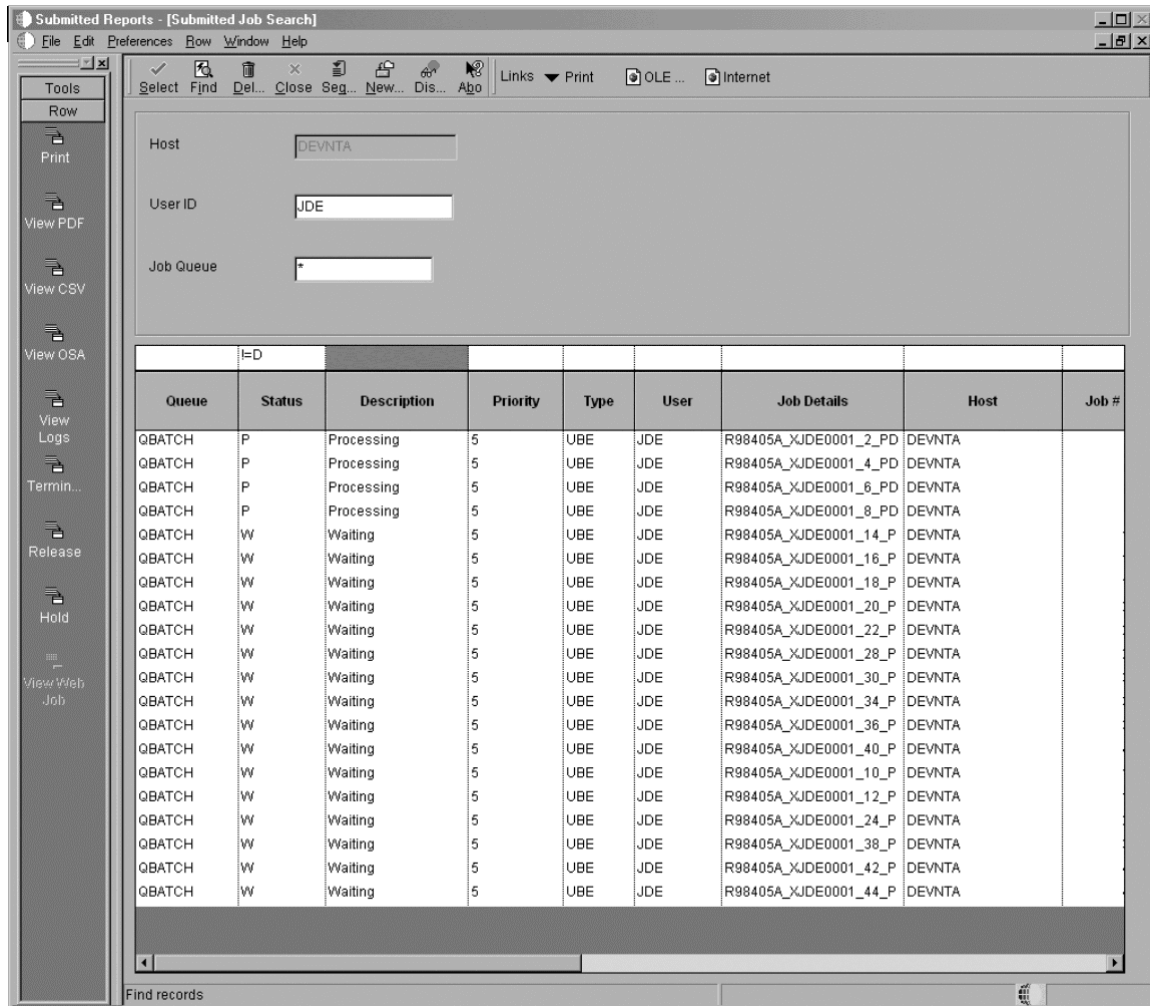 Submitted Reports - [Submitted Job Search]
File Edit Preferences Row Window Help
Tools
Row
Print
View PDF
View CSV
View OSA
View
Logs
Termin...
Release
Hold
View Web
Job
Select Find Del... Close Seq... New... Dis... Abo Links Print OLE ... Internet
Host DEVNTA
User ID JDE
Job Queue *
!=D
Queue Status Description Priority Type User Job Details Host Job #
QBATCH P Processing 5 UBE JDE R98405A_XJDE0001_2_PD DEVNTA
QBATCH P Processing 5 UBE JDE R98405A_XJDE0001_4_PD DEVNTA
QBATCH P Processing 5 UBE JDE R98405A_XJDE0001_6_PD DEVNTA
QBATCH P Processing 5 UBE JDE R98405A_XJDE0001_8_PD DEVNTA
QBATCH W Waiting 5 UBE JDE R98405A_XJDE0001_14_P DEVNTA
QBATCH W Waiting 5 UBE JDE R98405A_XJDE0001_16_P DEVNTA
QBATCH W Waiting 5 UBE JDE R98405A_XJDE0001_18_P DEVNTA
QBATCH W Waiting 5 UBE JDE R98405A_XJDE0001_20_P DEVNTA
QBATCH W Waiting 5 UBE JDE R98405A_XJDE0001_22_P DEVNTA
QBATCH W Waiting 5 UBE JDE R98405A_XJDE0001_28_P DEVNTA
QBATCH W Waiting 5 UBE JDE R98405A_XJDE0001_30_P DEVNTA
QBATCH W Waiting 5 UBE JDE R98405A_XJDE0001_34_P DEVNTA
QBATCH W Waiting 5 UBE JDE R98405A_XJDE0001_36_P DEVNTA
QBATCH W Waiting 5 UBE JDE R98405A_XJDE0001_40_P DEVNTA
QBATCH W Waiting 5 UBE JDE R98405A_XJDE0001_10_P DEVNTA
QBATCH W Waiting 5 UBE JDE R98405A_XJDE0001_12_P DEVNTA
QBATCH W Waiting 5 UBE JDE R98405A_XJDE0001_24_P DEVNTA
QBATCH W Waiting 5 UBE JDE R98405A_XJDE0001_38_P DEVNTA
QBATCH W Waiting 5 UBE JDE R98405A_XJDE0001_42_P DEVNTA
QBATCH W Waiting 5 UBE JDE R98405A_XJDE0001_44_P DEVNTA
Find records